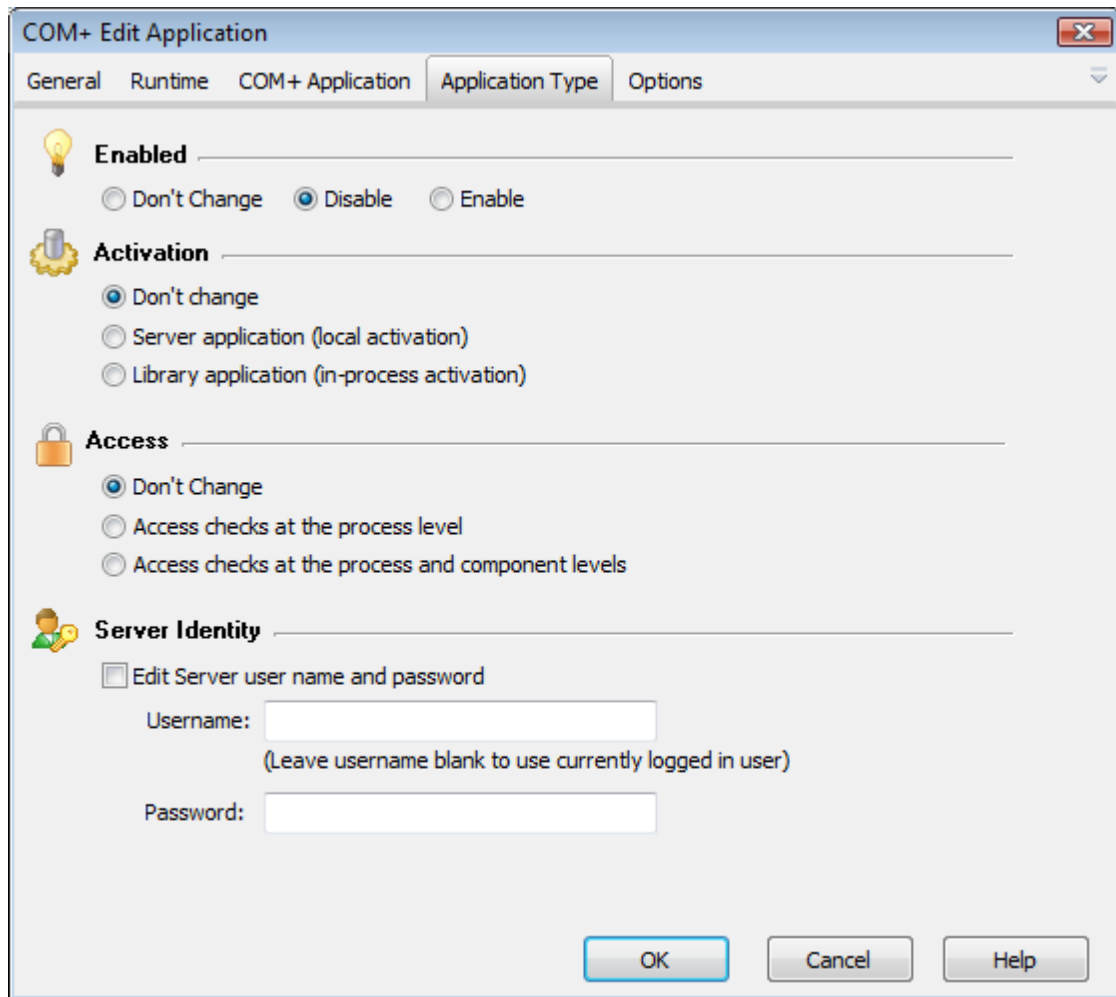 COM+ Edit Application
General Runtime COM+ Application Application Type Options
Enabled
Don't Change Disable Enable
Activation
Don't change
Server application (local activation)
Library application (in-process activation)
Access
Don't Change
Access checks at the process level
Access checks at the process and component levels
Server Identity
Edit Server user name and password
Username:
(Leave username blank to use currently logged in user)
Password:
OK Cancel Help